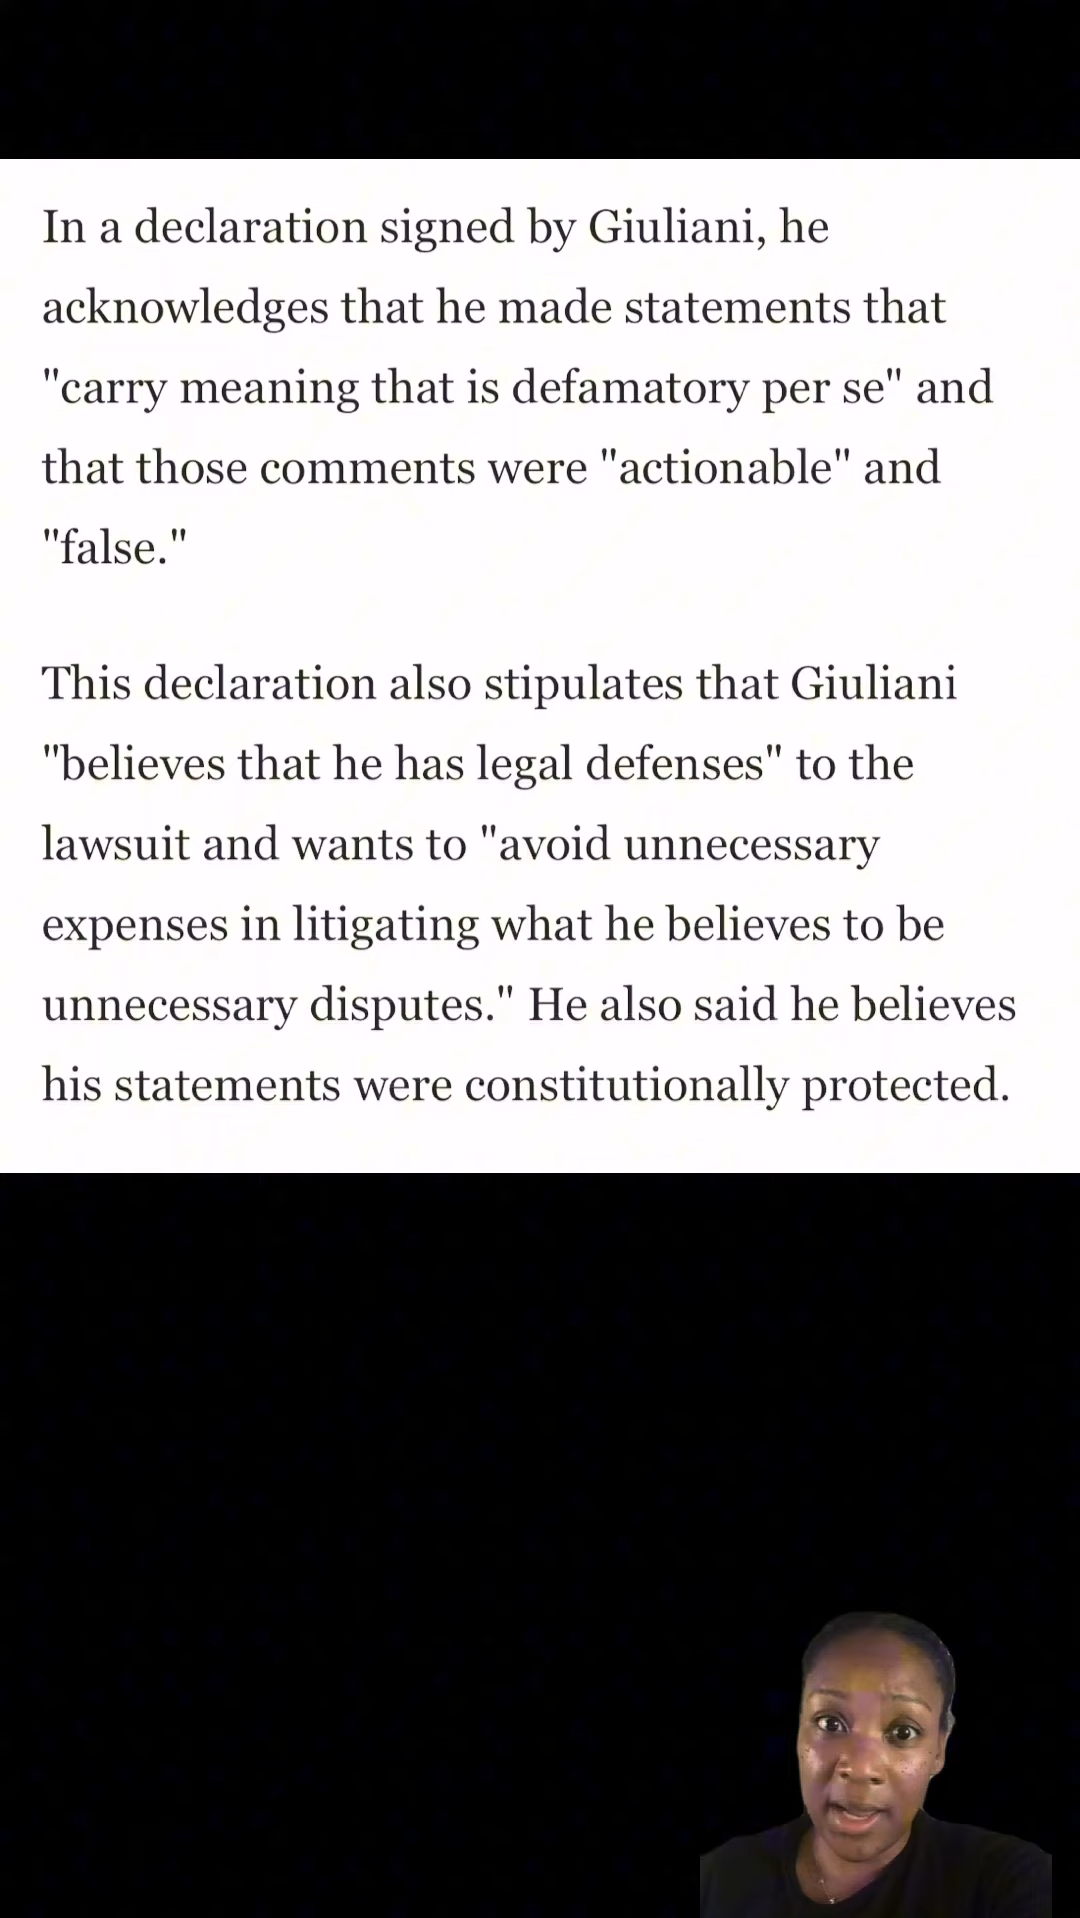 In a declaration signed by Giuliani, he
acknowledges that he made statements that
"carry meaning that is defamatory per se" and
that those comments were "actionable" and
"false."
This declaration also stipulates that Giuliani
"believes that he has legal defenses" to the
lawsuit and wants to "avoid unnecessary
expenses in litigating what he believes to be
unnecessary disputes." He also said he believes
his statements were constitutionally protected.